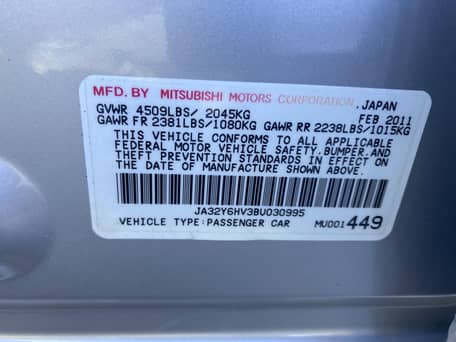 MFD. BY MITSUBISHI MOTORS CORPORATION, JAPAN
GVWR 4509LBS/ 2045KG FEB 2011
GAWR FR 2381LBS/1080KG GAWR RR 2238LBS/1015KG
THIS VEHICLE CONFORMS TO ALL APPLICABLE
FEDERAL MOTOR VEHICLE SAFETY, BUMPER, AND
THEFT PREVENTION STANDARDS IN EFFECT ON
THE DATE OF MANUFACTURE SHOWN ABOVE.
JA32Y6HV3BU030995
VEHICLE TYPE:PASSENGER CAR MU001449